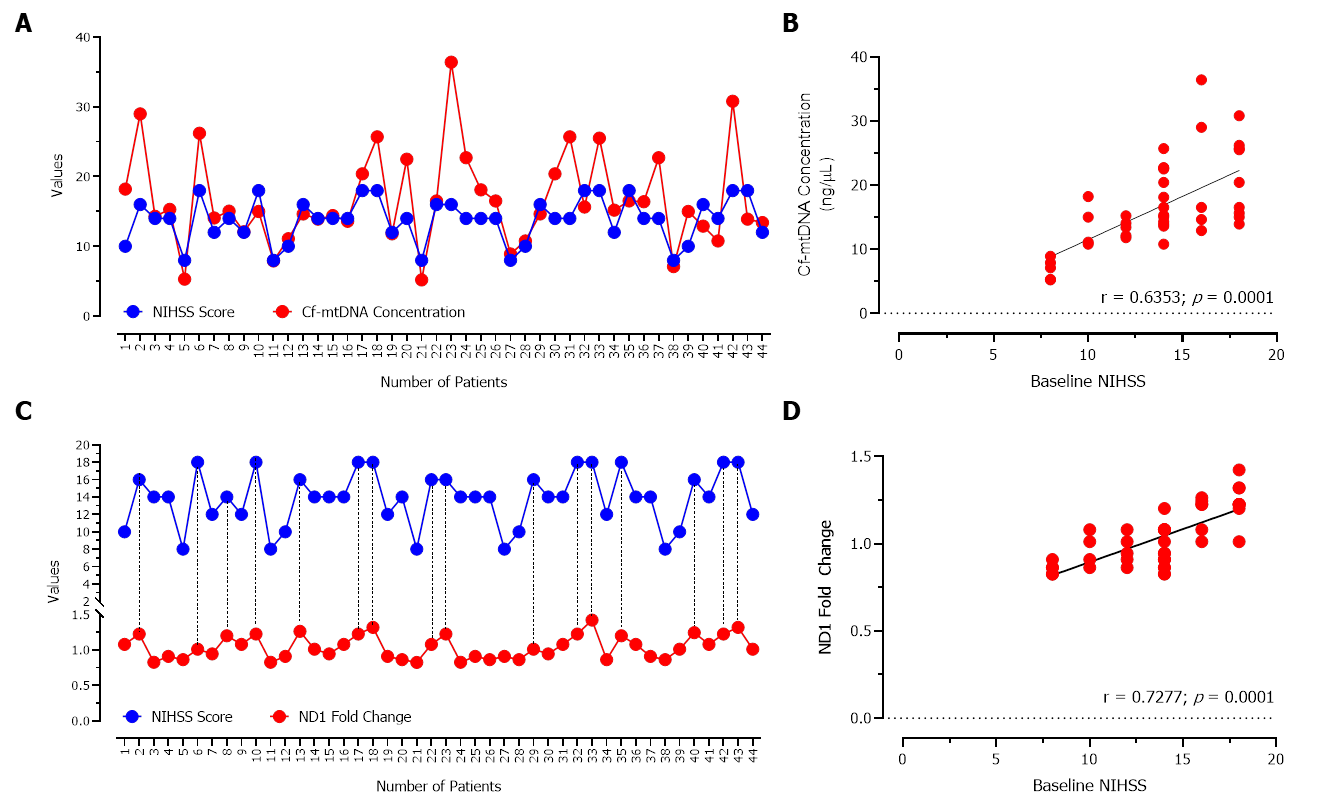 A
40
30
20
10
0
Values
NIHSS Score
Cf-mtDNA Concentration
1 2 3 4 5 6 7 8 9 10 11 12 13 14 15 16 17 18 19 20 21 22 23 24 25 26 27 28 29 30 31 32 33 34 35 36 37 38 39 40 41 42 43 44
Number of Patients
B
40
30
20
10
0
Cf-mtDNA Concentration
(ng/µL)
r = 0.6353; p = 0.0001
0 5 10 15 20
Baseline NIHSS
C
20
18
16
14
12
10
8
6
4
2
1.5
1.0
0.5
0.0
Values
NIHSS Score
ND1 Fold Change
1 2 3 4 5 6 7 8 9 10 11 12 13 14 15 16 17 18 19 20 21 22 23 24 25 26 27 28 29 30 31 32 33 34 35 36 37 38 39 40 41 42 43 44
Number of Patients
D
1.5
1.0
0.5
0.0
ND1 Fold Change
r = 0.7277; p = 0.0001
0 5 10 15 20
Baseline NIHSS